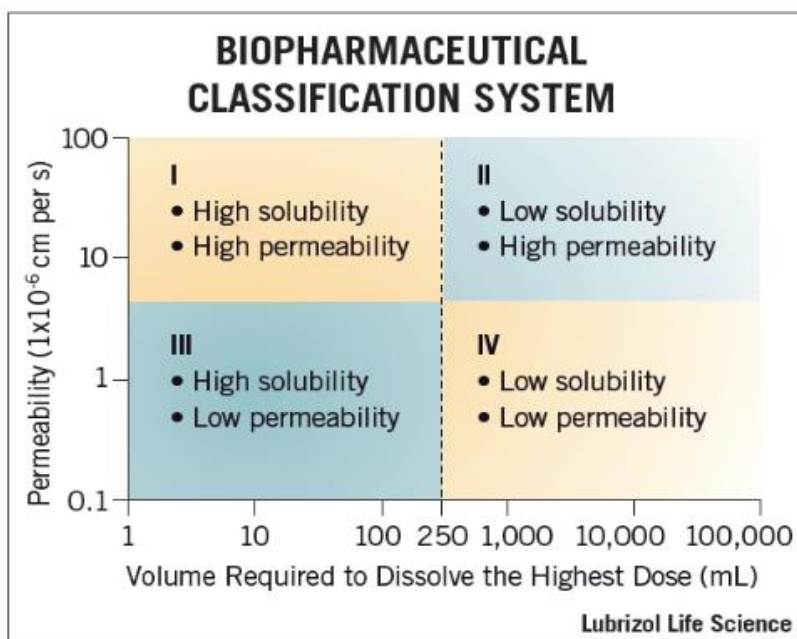 BIOPHARMACEUTICAL
CLASSIFICATION SYSTEM
Permeability (1x10⁻⁶ cm per s)
100
10
1
0.1
I
• High solubility
• High permeability
II
• Low solubility
• High permeability
III
• High solubility
• Low permeability
IV
• Low solubility
• Low permeability
1 10 100 250 1,000 10,000 100,000
Volume Required to Dissolve the Highest Dose (mL)
Lubrizol Life Science